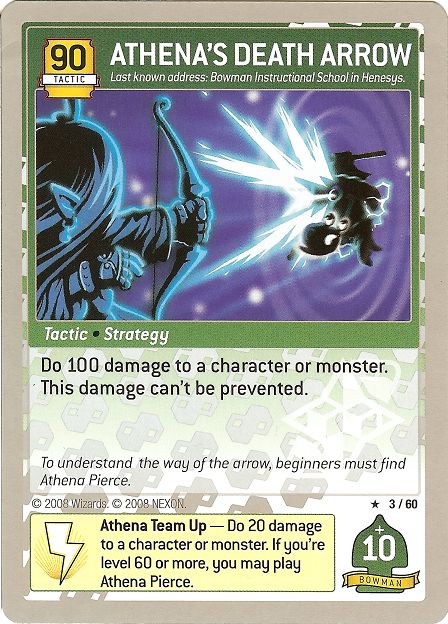 90
TACTIC
ATHENA'S DEATH ARROW
Last known address: Bowman Instructional School in Henesys.
Tactic • Strategy
Do 100 damage to a character or monster.
This damage can't be prevented.
To understand the way of the arrow, beginners must find
Athena Pierce.
© 2008 Wizards. © 2008 NEXON.
★ 3/60
Athena Team Up — Do 20 damage
to a character or monster. If you're
level 60 or more, you may play
Athena Pierce.
+
10
BOWMAN